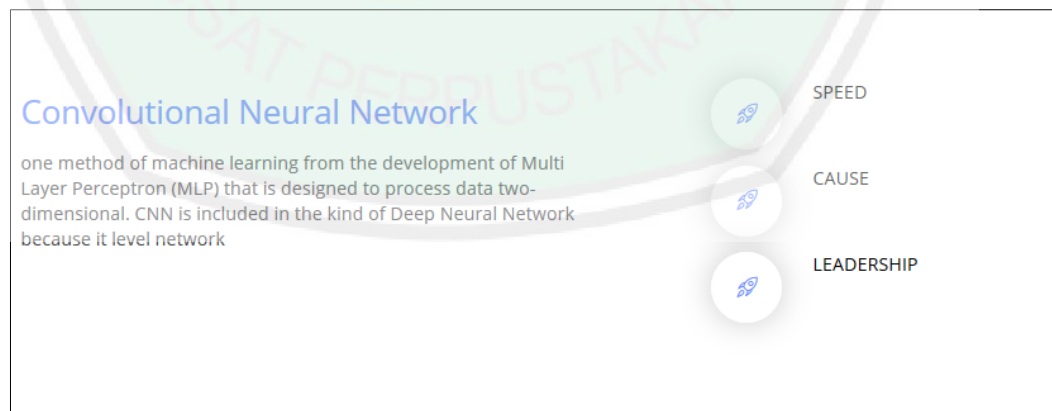 SAT PERPUSTAKA
Convolutional Neural Network
one method of machine learning from the development of Multi
Layer Perceptron (MLP) that is designed to process data two-
dimensional. CNN is included in the kind of Deep Neural Network
because it level network
SPEED
CAUSE
LEADERSHIP